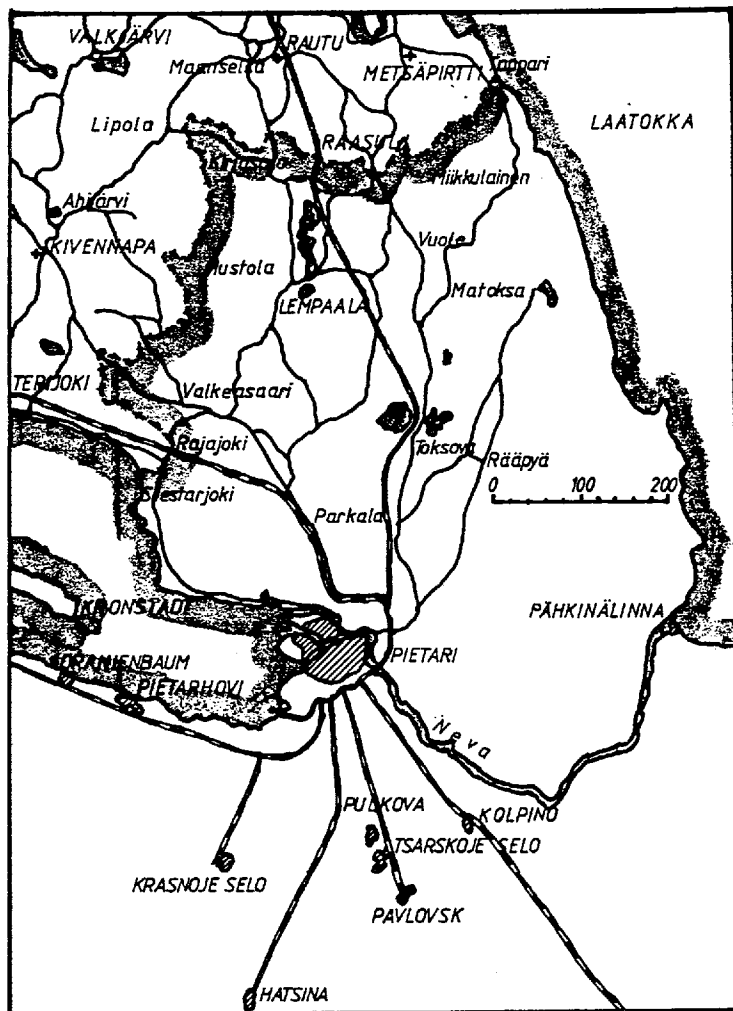 VALKJÄRVI
RAUTU
Maanselkä
METSÄPIRTTI
Tappari
LAATOKKA
Lipola
RAASULI
Kirjasalo
Miikkulainen
Ahijärvi
KIVENNAPA
Vuole
Mustola
Matoksa
LEMPAALA
TERIJOKI
Valkeasaari
Rajajoki
Toksova
Rääpyä
0 100 200
Siestarjoki
Parkala
KRONSTADT
PÄHKINÄLINNA
PIETARI
ORANIENBAUM
PIETARHOVI
Neva
PULKOVA
KOLPINO
TSARSKOJE SELO
KRASNOJE SELO
PAVLOVSK
HATSINA